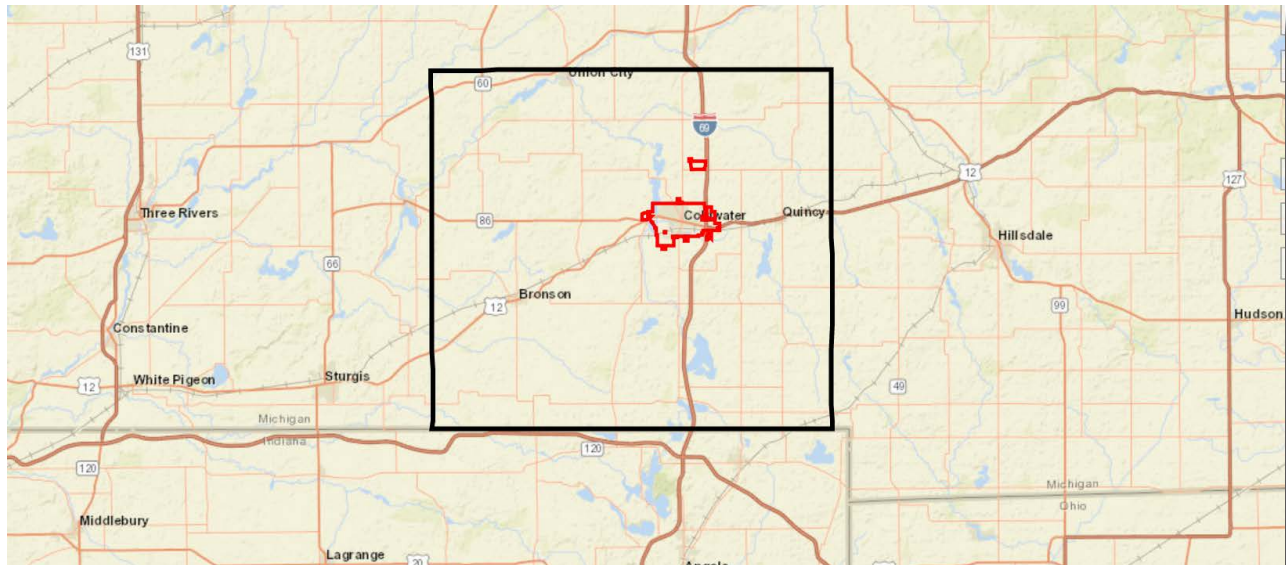 131
Union City
60
69
12
127
Three Rivers
86
Coldwater
Quincy
Hillsdale
66
Bronson
12
99
Hudson
Constantine
White Pigeon
12
Sturgis
49
Michigan
Indiana
120
120
Michigan
Ohio
Middlebury
Lagrange
20